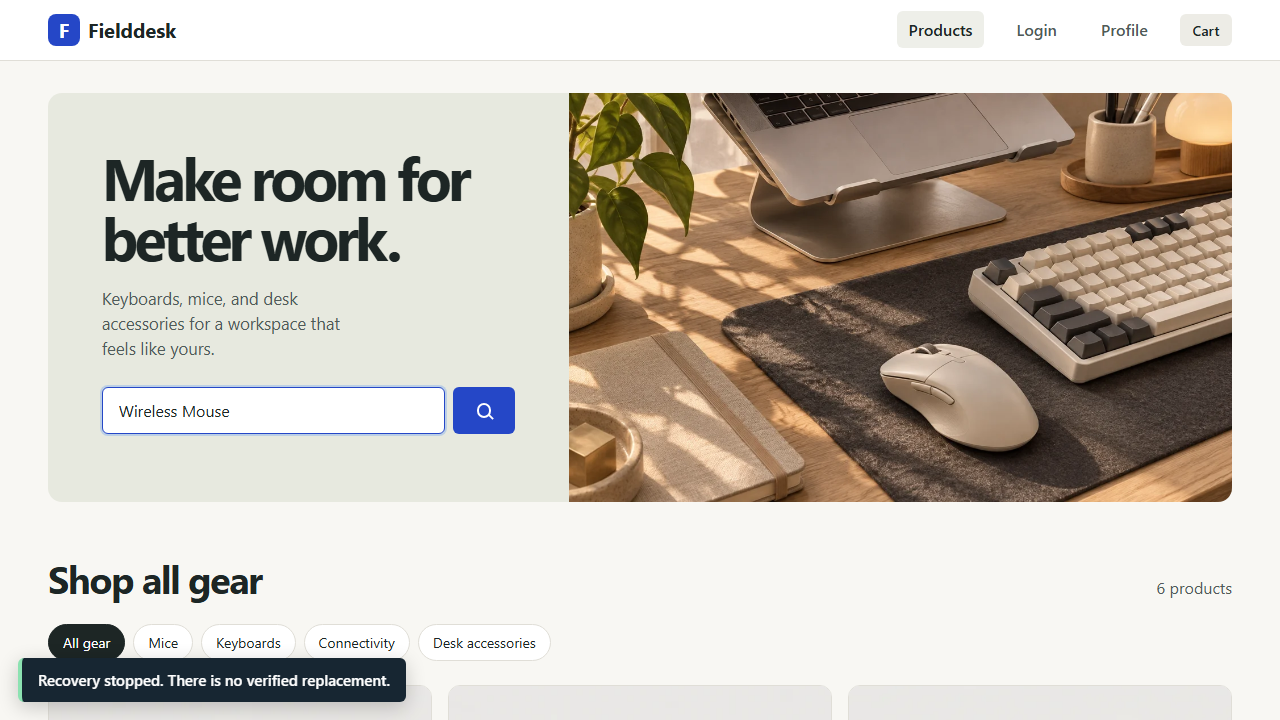 F Fielddesk
Products
Login
Profile
Cart
Make room for
better work.
Keyboards, mice, and desk
accessories for a workspace that
feels like yours.
Wireless Mouse
Shop all gear
6 products
All gear
Mice
Keyboards
Connectivity
Desk accessories
Recovery stopped. There is no verified replacement.